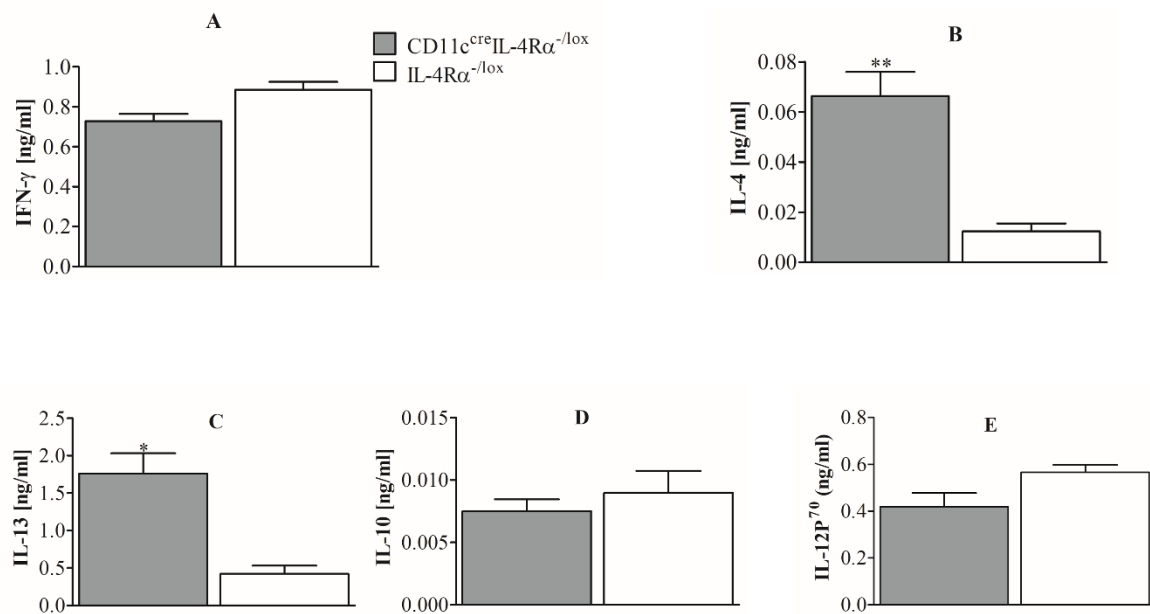 A
CD11c^cre IL-4Rα^-/lox
IL-4Rα^-/lox
IFN-γ [ng/ml]
1.0
0.8
0.6
0.4
0.2
0.0
B
**
IL-4 [ng/ml]
0.08
0.06
0.04
0.02
0.00
C
*
IL-13 [ng/ml]
2.5
2.0
1.5
1.0
0.5
0.0
D
IL-10 [ng/ml]
0.015
0.010
0.005
0.000
E
IL-12P^70 (ng/ml)
0.8
0.6
0.4
0.2
0.0